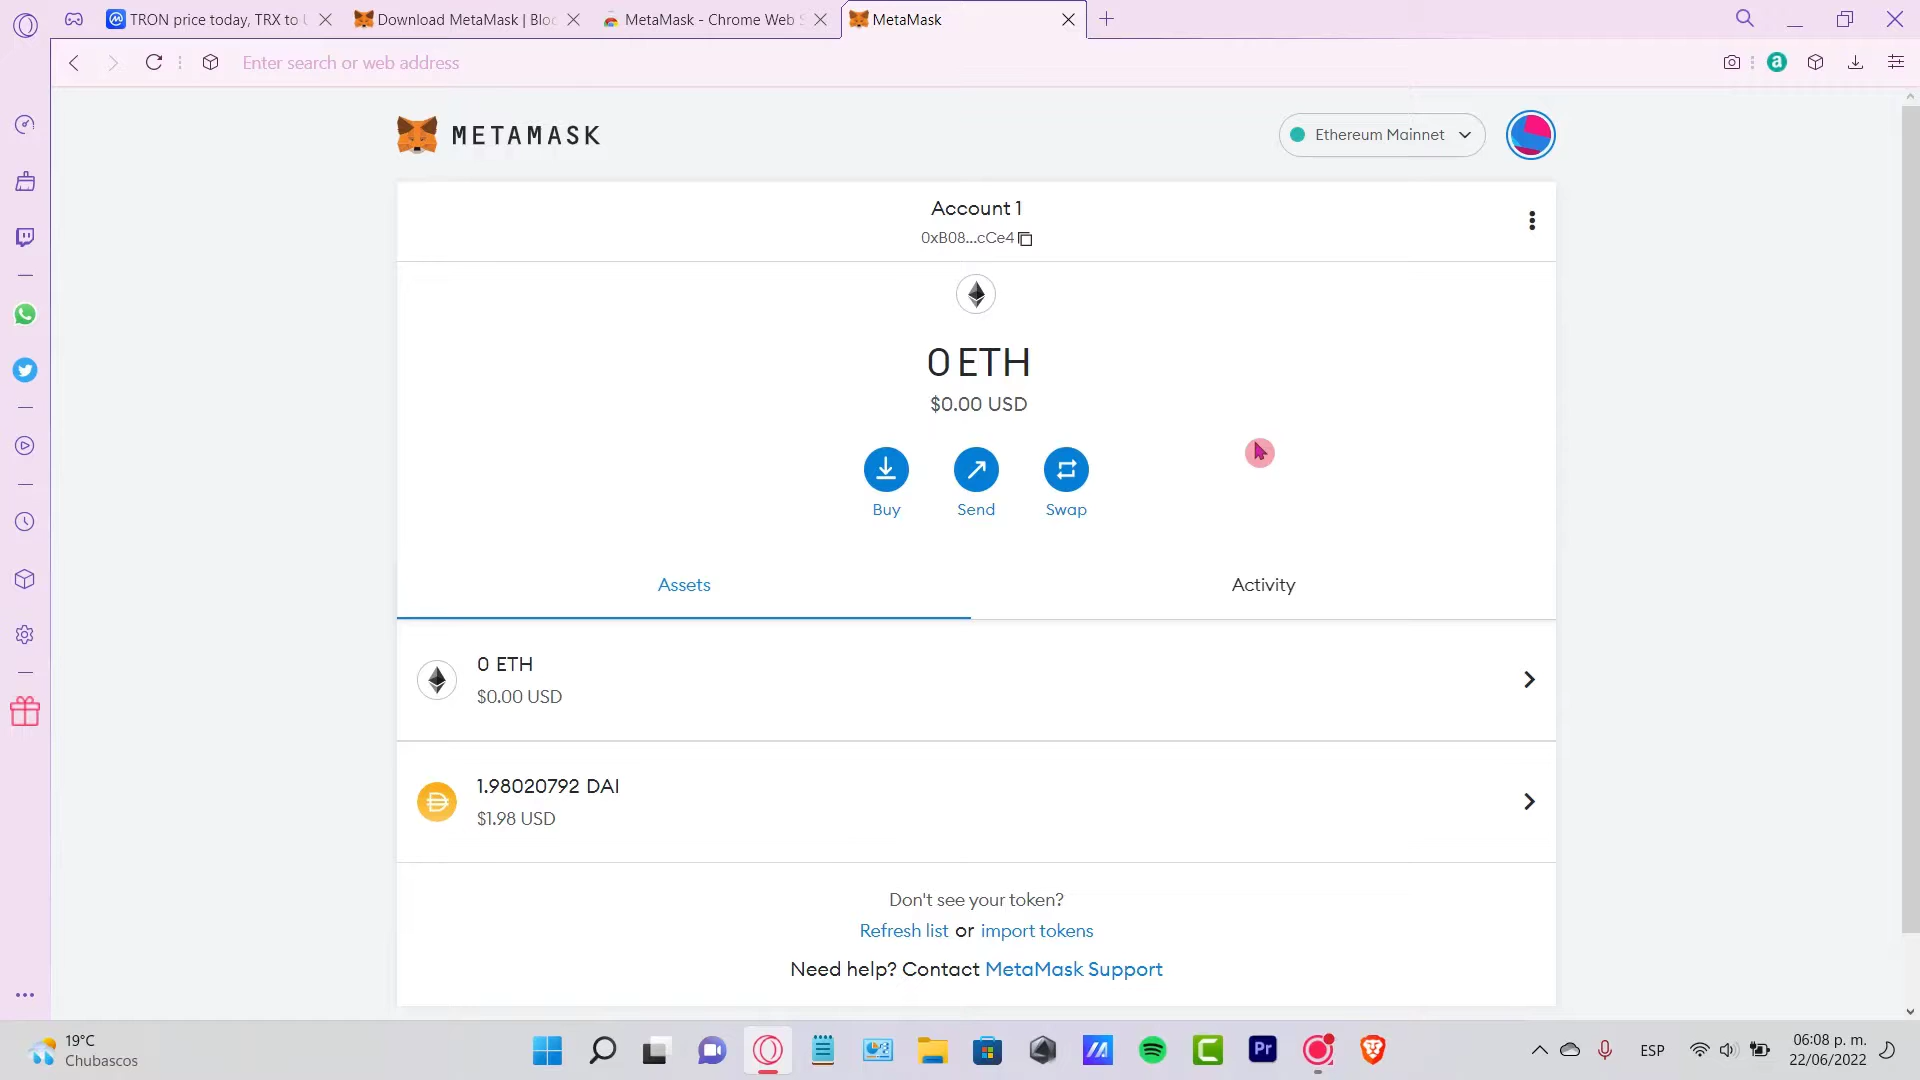 TRON price today, TRX to U
Download MetaMask | Bloc
MetaMask - Chrome Web S
MetaMask
Enter search or web address
a
METAMASK
Ethereum Mainnet
Account 1
0xB08...cCe4
0 ETH
$0.00 USD
Buy
Send
Swap
Assets
Activity
0 ETH
$0.00 USD
1.98020792 DAI
$1.98 USD
Don't see your token?
Refresh list or import tokens
Need help? Contact MetaMask Support
19°C
Chubascos
Pr
ESP
06:08 p. m.
22/06/2022